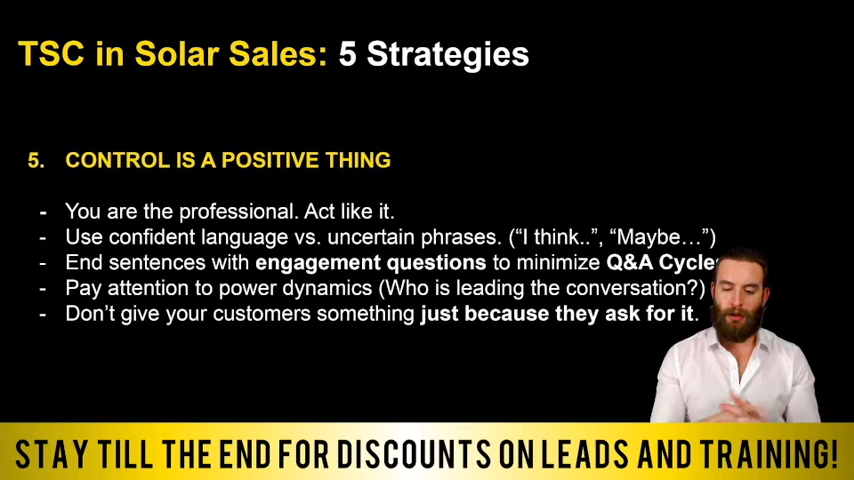 TSC in Solar Sales: 5 Strategies
5. CONTROL IS A POSITIVE THING
- You are the professional. Act like it.
- Use confident language vs. uncertain phrases. (“I think..”, “Maybe…”)
- End sentences with engagement questions to minimize Q&A Cycles
- Pay attention to power dynamics (Who is leading the conversation?)
- Don’t give your customers something just because they ask for it.
STAY TILL THE END FOR DISCOUNTS ON LEADS AND TRAINING!